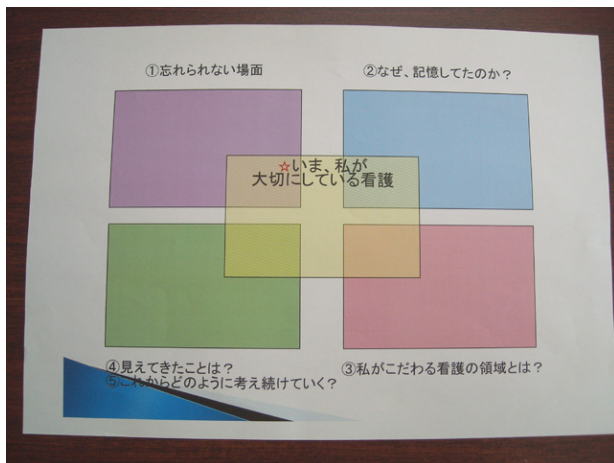 ①忘れられない場面
②なぜ、記憶してたのか？
☆いま、私が
大切にしている看護
③私がこだわる看護の領域とは？
④見えてきたことは？
⑤これからどのように考え続けていく？